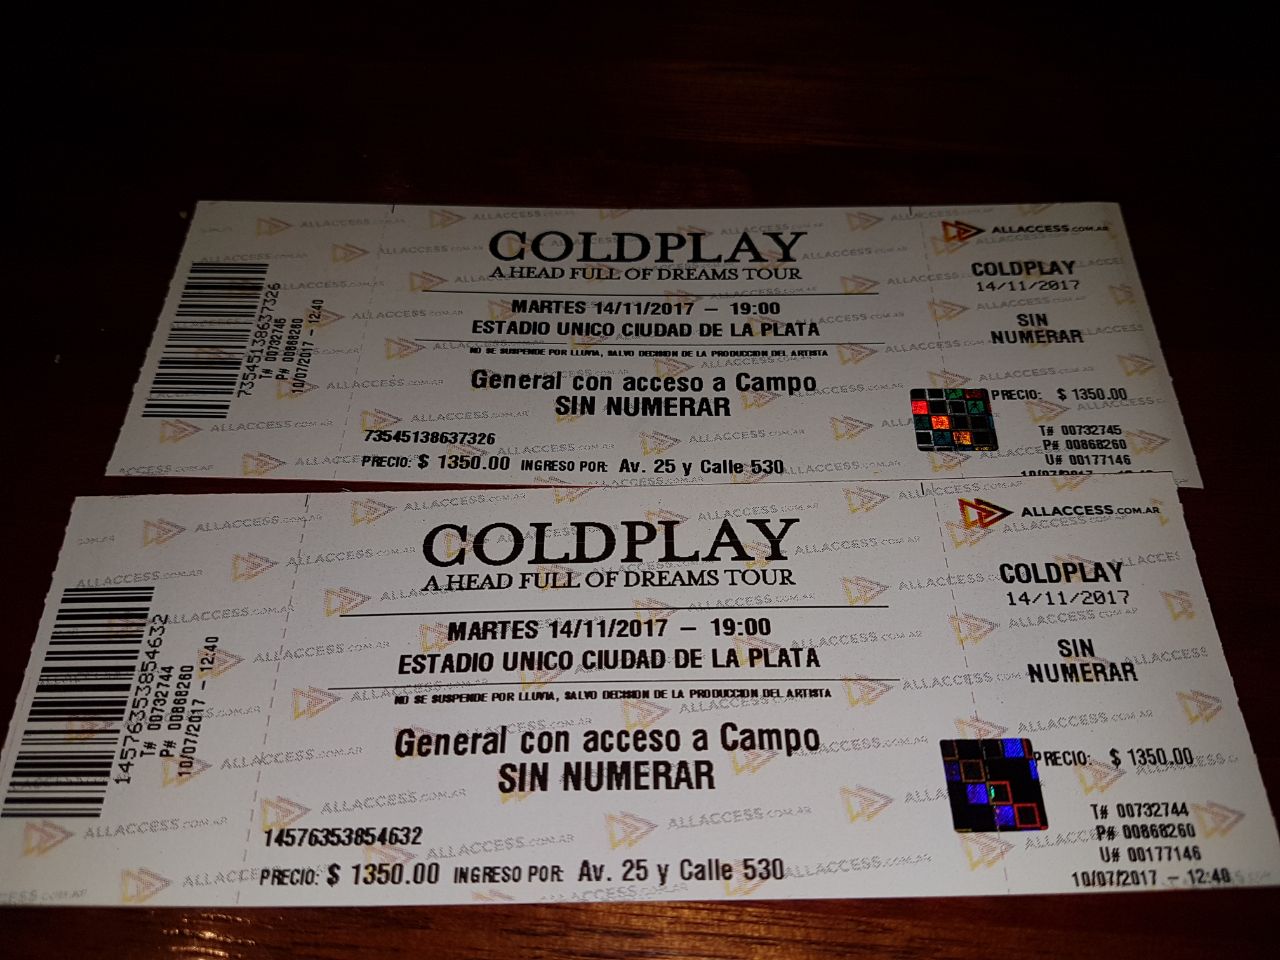 ALLACCESS.COM.AR
COLDPLAY
A HEAD FULL OF DREAMS TOUR
MARTES 14/11/2017 – 19:00
ESTADIO UNICO CIUDAD DE LA PLATA
NO SE SUSPENDE POR LLUVIA, SALVO DECISION DE LA PRODUCCION DEL ARTISTA
General con acceso a Campo
SIN NUMERAR
73545138637326
PRECIO: $ 1350.00 INGRESO POR: Av. 25 y Calle 530
73545138637326
T# 00732745
P# 00868260
10/07/2017 – 12:40
COLDPLAY
14/11/2017
SIN
NUMERAR
PRECIO: $ 1350.00
T# 00732745
P# 00868260
U# 00177146
10/07/2017
ALLACCESS.COM.AR
COLDPLAY
A HEAD FULL OF DREAMS TOUR
MARTES 14/11/2017 – 19:00
ESTADIO UNICO CIUDAD DE LA PLATA
NO SE SUSPENDE POR LLUVIA, SALVO DECISION DE LA PRODUCCION DEL ARTISTA
General con acceso a Campo
SIN NUMERAR
14576353854632
PRECIO: $ 1350.00 INGRESO POR: Av. 25 y Calle 530
14576353854632
T# 00732744
P# 00868260
10/07/2017 – 12:40
COLDPLAY
14/11/2017
SIN
NUMERAR
PRECIO: $ 1350.00
T# 00732744
P# 00868260
U# 00177146
10/07/2017 – 12:40